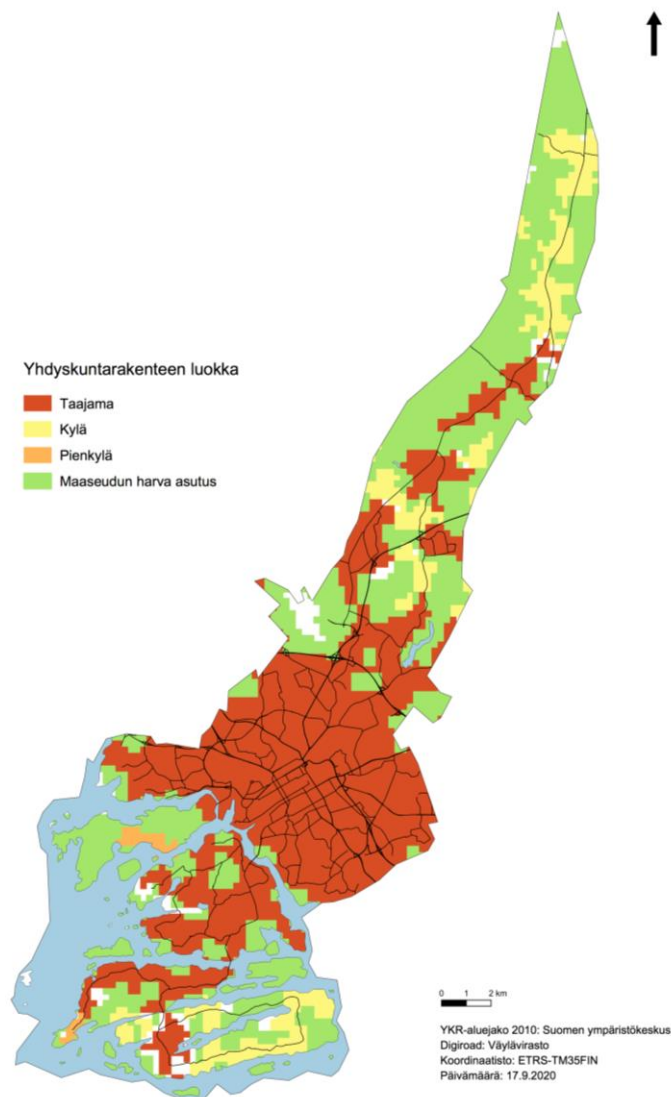 Yhdyskuntarakenteen luokka
Taajama
Kylä
Pienkylä
Maaseudun harva asutus
0 1 2 km
YKR-aluejako 2010: Suomen ympäristökeskus
Digiroad: Väylävirasto
Koordinaatisto: ETRS-TM35FIN
Päivämäärä: 17.9.2020